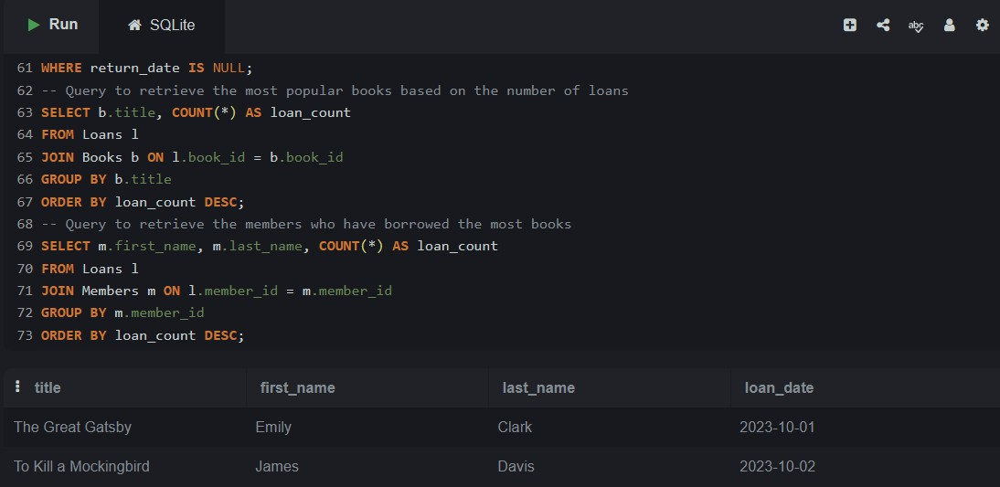 Run SQLite abc
61 WHERE return_date IS NULL;
62 -- Query to retrieve the most popular books based on the number of loans
63 SELECT b.title, COUNT(*) AS loan_count
64 FROM Loans l
65 JOIN Books b ON l.book_id = b.book_id
66 GROUP BY b.title
67 ORDER BY loan_count DESC;
68 -- Query to retrieve the members who have borrowed the most books
69 SELECT m.first_name, m.last_name, COUNT(*) AS loan_count
70 FROM Loans l
71 JOIN Members m ON l.member_id = m.member_id
72 GROUP BY m.member_id
73 ORDER BY loan_count DESC;
title first_name last_name loan_date
The Great Gatsby Emily Clark 2023-10-01
To Kill a Mockingbird James Davis 2023-10-02